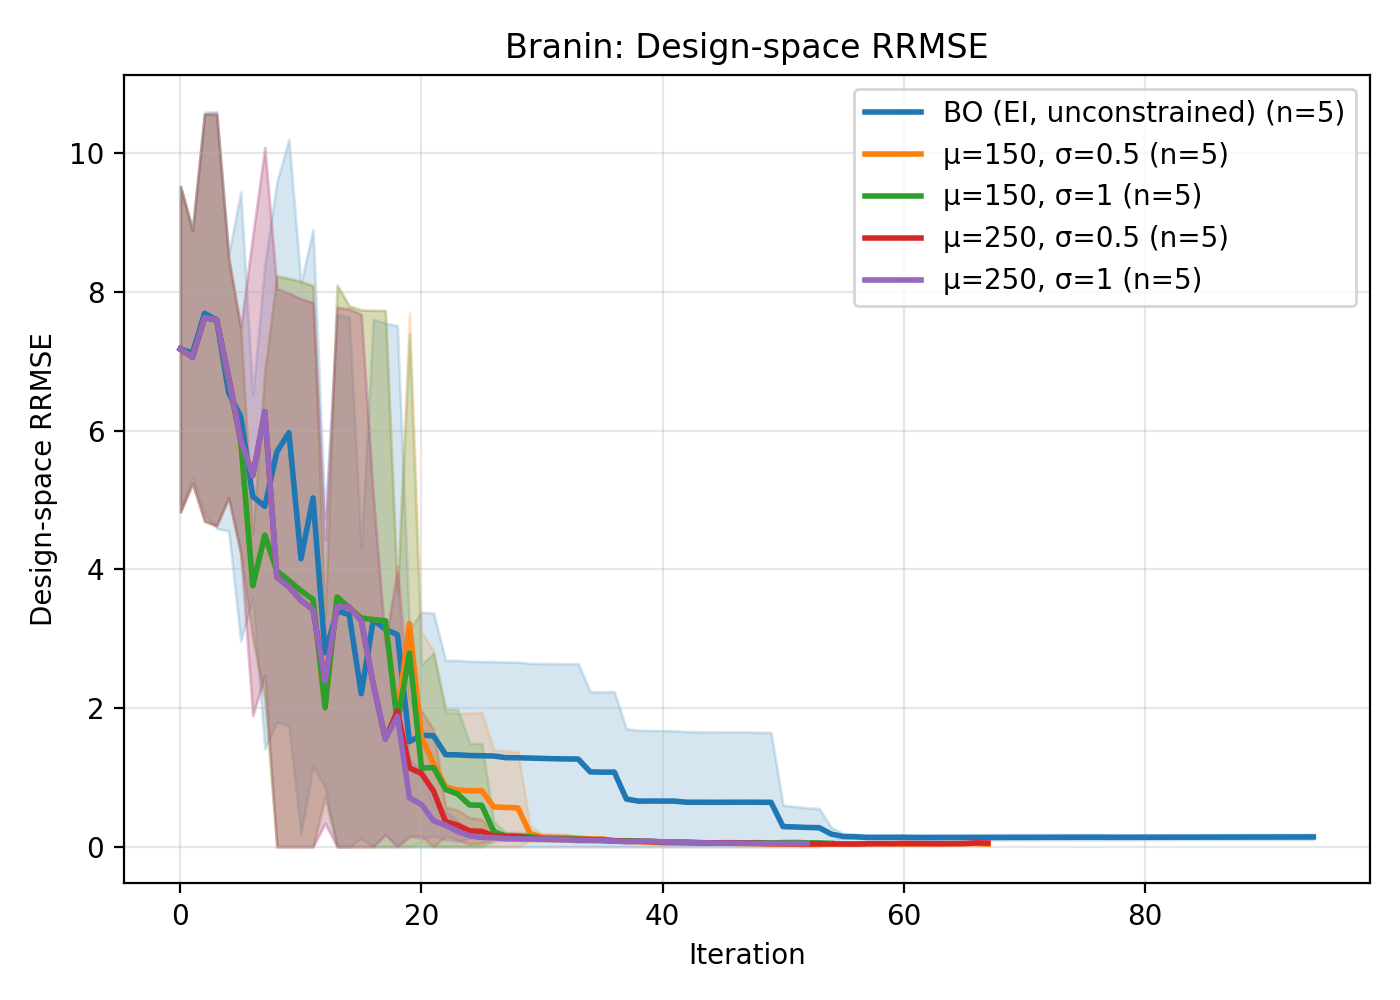 Branin: Design-space RRMSE
BO (EI, unconstrained) (n=5)
μ=150, σ=0.5 (n=5)
μ=150, σ=1 (n=5)
μ=250, σ=0.5 (n=5)
μ=250, σ=1 (n=5)
Design-space RRMSE
10
8
6
4
2
0
0 20 40 60 80
Iteration